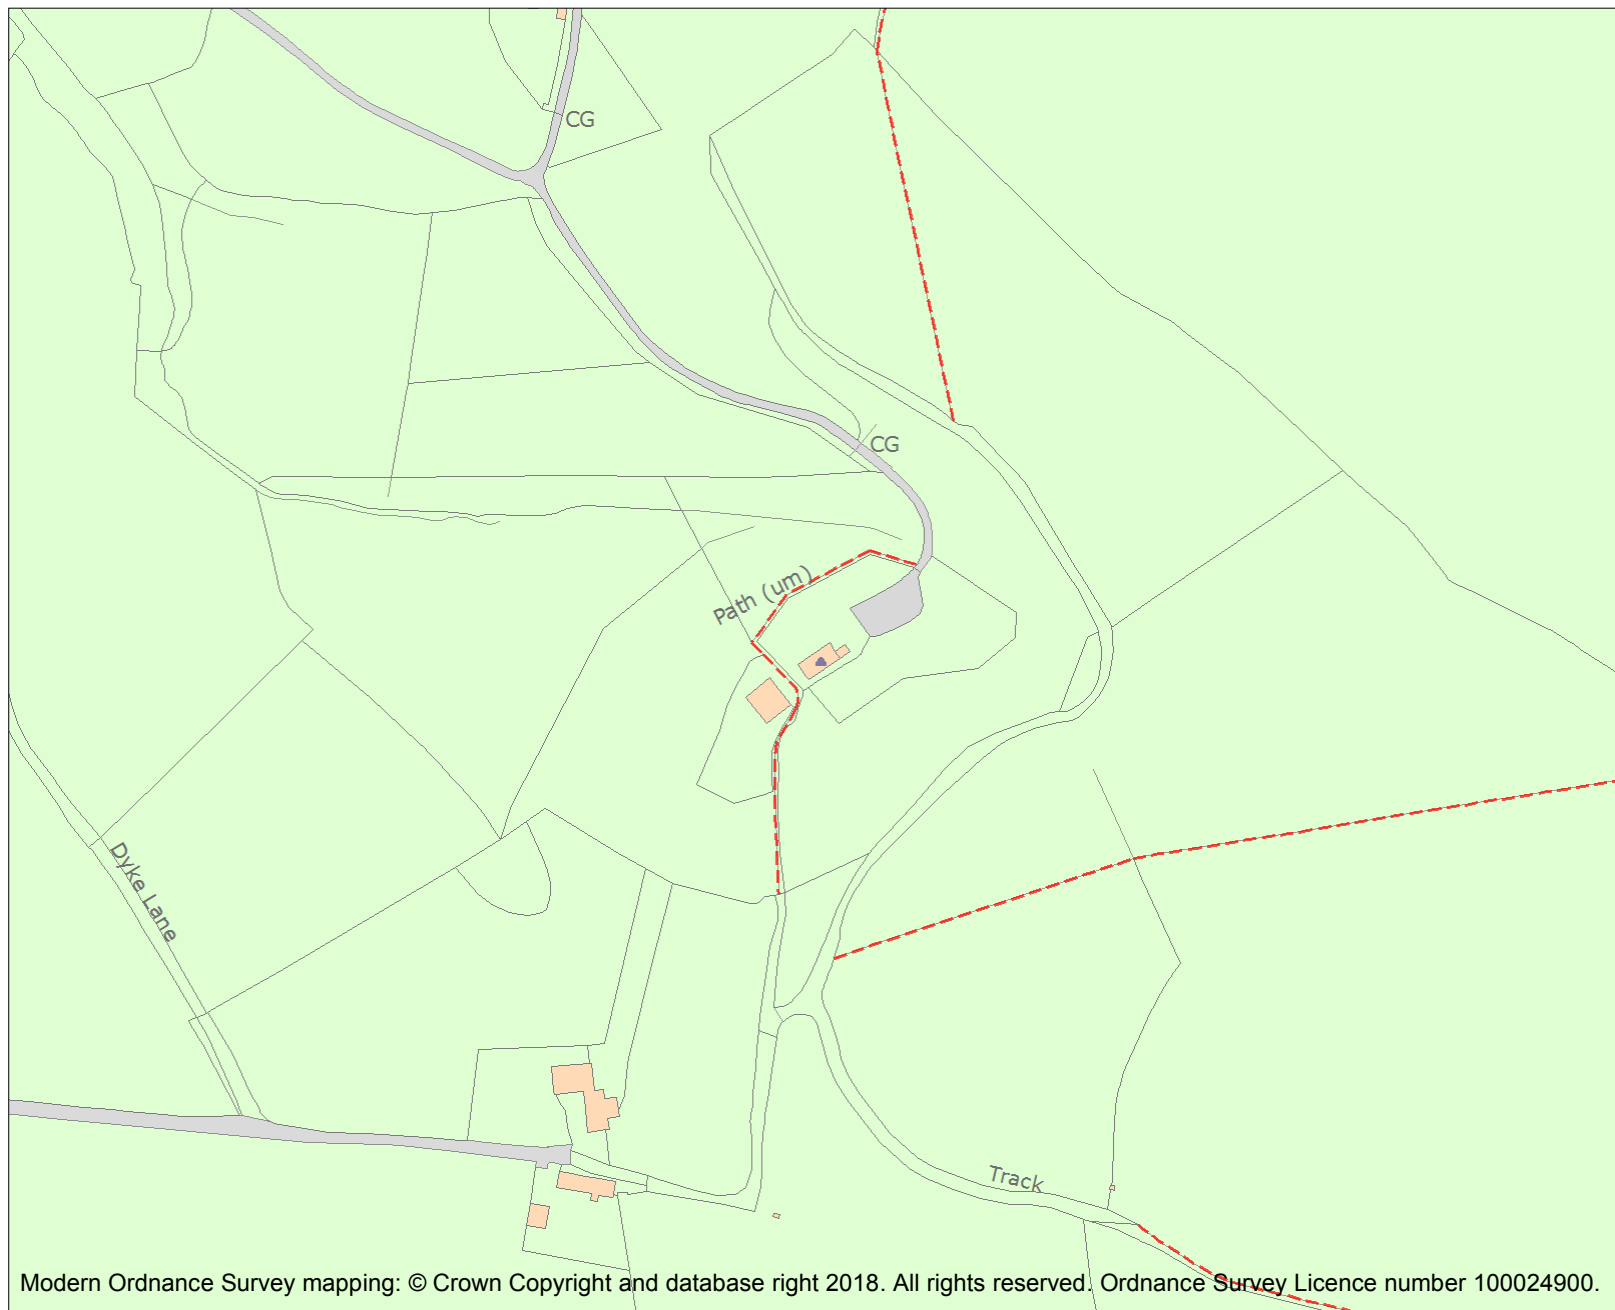 CG
CG
Path (um)
Dyke Lane
Track
Modern Ordnance Survey mapping: © Crown Copyright and database right 2018. All rights reserved. Ordnance Survey Licence number 100024900.